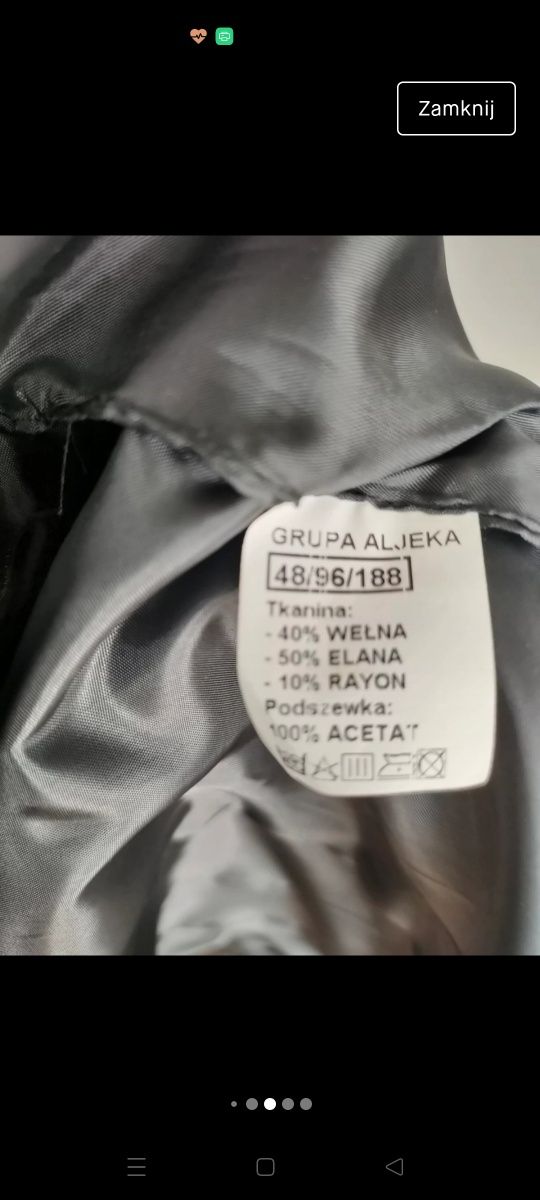 Zamknij
GRUPA ALJEKA
48/96/188
Tkanina:
- 40% WEŁNA
- 50% ELANA
- 10% RAYON
Podszewka:
100% ACETAT